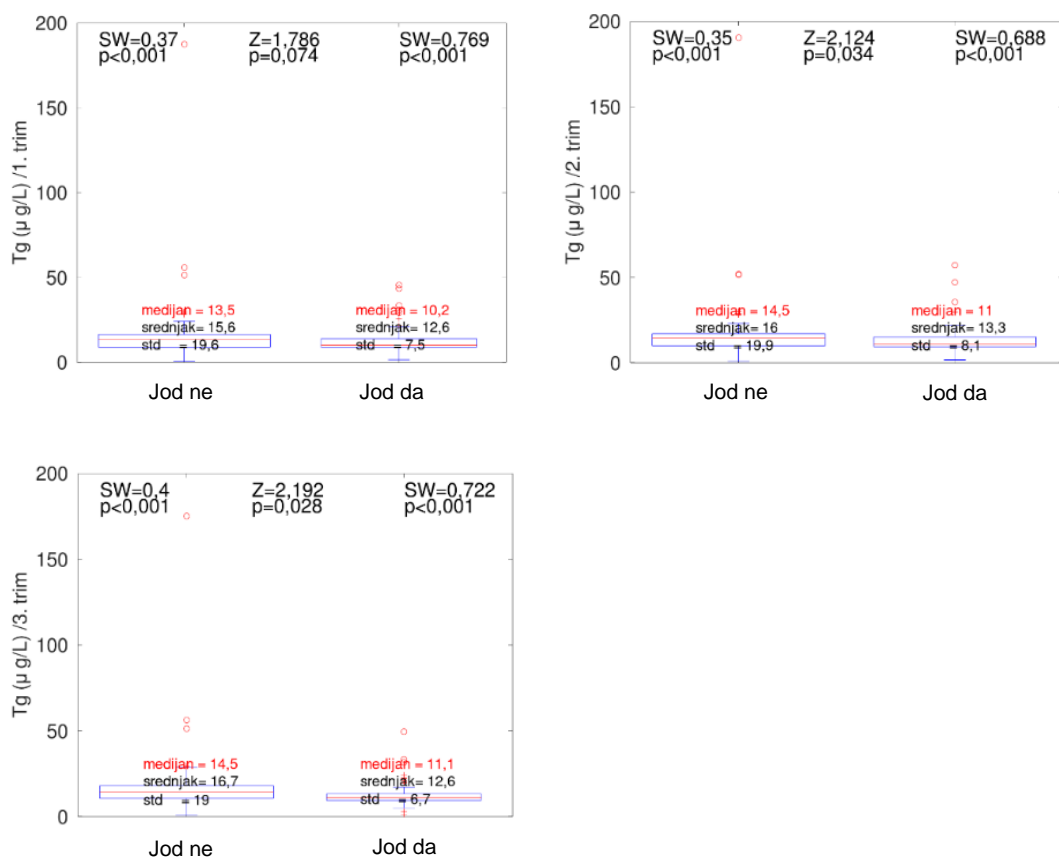 200
150
100
50
0
Tg (μ g/L) /1. trim
SW=0,37
p<0,001
Z=1,786
p=0,074
SW=0,769
p<0,001
medijan = 13,5
srednjak= 15,6
std = 19,6
medijan = 10,2
srednjak= 12,6
std = 7,5
Jod ne
Jod da
200
150
100
50
0
Tg (μ g/L) /2. trim
SW=0,35
p<0,001
Z=2,124
p=0,034
SW=0,688
p<0,001
medijan = 14,5
srednjak= 16
std = 19,9
medijan = 11
srednjak= 13,3
std = 8,1
Jod ne
Jod da
200
150
100
50
0
Tg (μ g/L) /3. trim
SW=0,4
p<0,001
Z=2,192
p=0,028
SW=0,722
p<0,001
medijan = 14,5
srednjak= 16,7
std = 19
medijan = 11,1
srednjak= 12,6
std = 6,7
Jod ne
Jod da